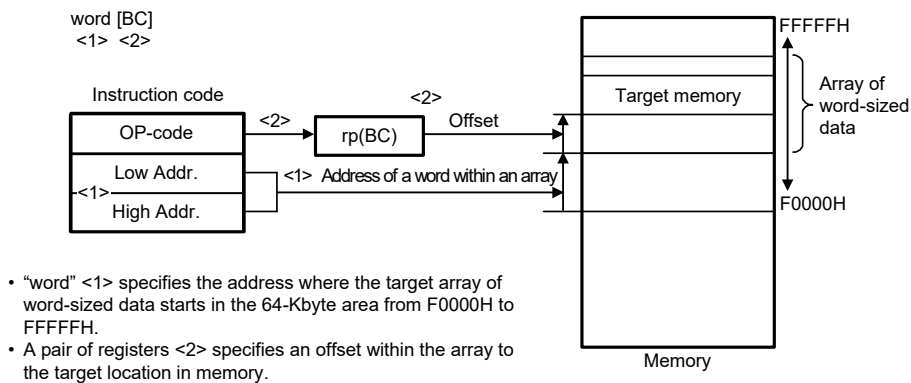 word [BC]
<1> <2>
Instruction code
OP-code
Low Addr.
<1>
High Addr.
<2>
rp(BC)
<2>
Offset
<1> Address of a word within an array
Target memory
FFFFFH
Array of
word-sized
data
F0000H
Memory
• “word” <1> specifies the address where the target array of
word-sized data starts in the 64-Kbyte area from F0000H to
FFFFFH.
• A pair of registers <2> specifies an offset within the array to
the target location in memory.